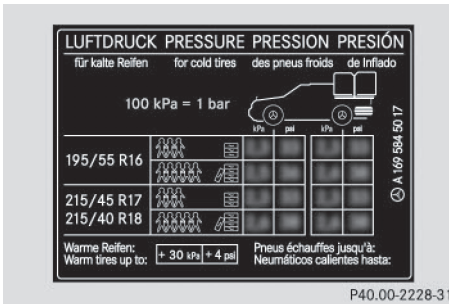 LUFTDRUCK PRESSURE PRESSION PRESIÓN
für kalte Reifen for cold tires des pneus froids de Inflado
100 kPa = 1 bar
kPa psi kPa psi
195/55 R16
215/45 R17
215/40 R18
A 169 584 50 17
Warme Reifen: Pneus échauffes jusqu'à:
Warm tires up to: + 30 kPa + 4 psi Neumáticos calientes hasta:
P40.00-2228-31